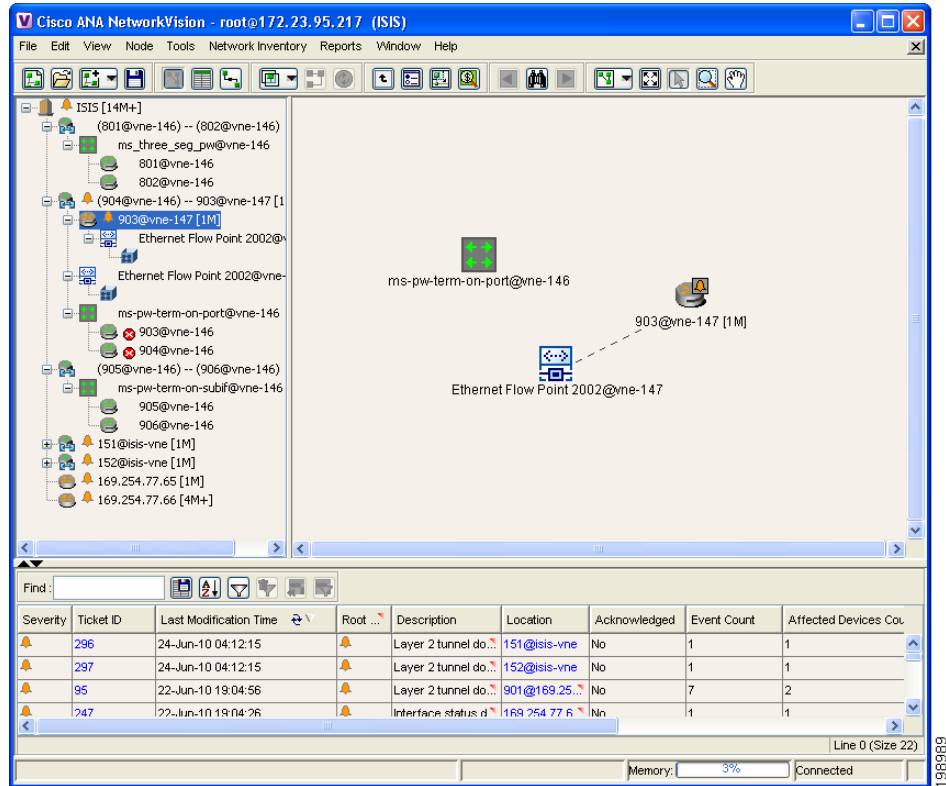 Cisco ANA NetworkVision - root@172.23.95.217 (ISIS)
File Edit View Node Tools Network Inventory Reports Window Help
ISIS [14M+]
(801@vne-146) -- (802@vne-146)
ms_three_seg_pw@vne-146
801@vne-146
802@vne-146
(904@vne-146) -- 903@vne-147 [1
903@vne-147 [1M]
Ethernet Flow Point 2002@v
Ethernet Flow Point 2002@vne-
ms-pw-term-on-port@vne-146
903@vne-146
904@vne-146
(905@vne-146) -- (906@vne-146)
ms-pw-term-on-subif@vne-146
905@vne-146
906@vne-146
151@isis-vne [1M]
152@isis-vne [1M]
169.254.77.65 [1M]
169.254.77.66 [4M+]
ms-pw-term-on-port@vne-146
903@vne-147 [1M]
Ethernet Flow Point 2002@vne-147
Find :
Severity Ticket ID Last Modification Time Root ... Description Location Acknowledged Event Count Affected Devices Cou
296 24-Jun-10 04:12:15 Layer 2 tunnel do... 151@isis-vne No 1 1
297 24-Jun-10 04:12:15 Layer 2 tunnel do... 152@isis-vne No 1 1
95 22-Jun-10 19:04:56 Layer 2 tunnel do... 901@169.25... No 7 2
247 22-Jun-10 19:04:26 Interface status d 169.254.77.6 No 1 1
Line 0 (Size 22)
Memory: 3% Connected
198989